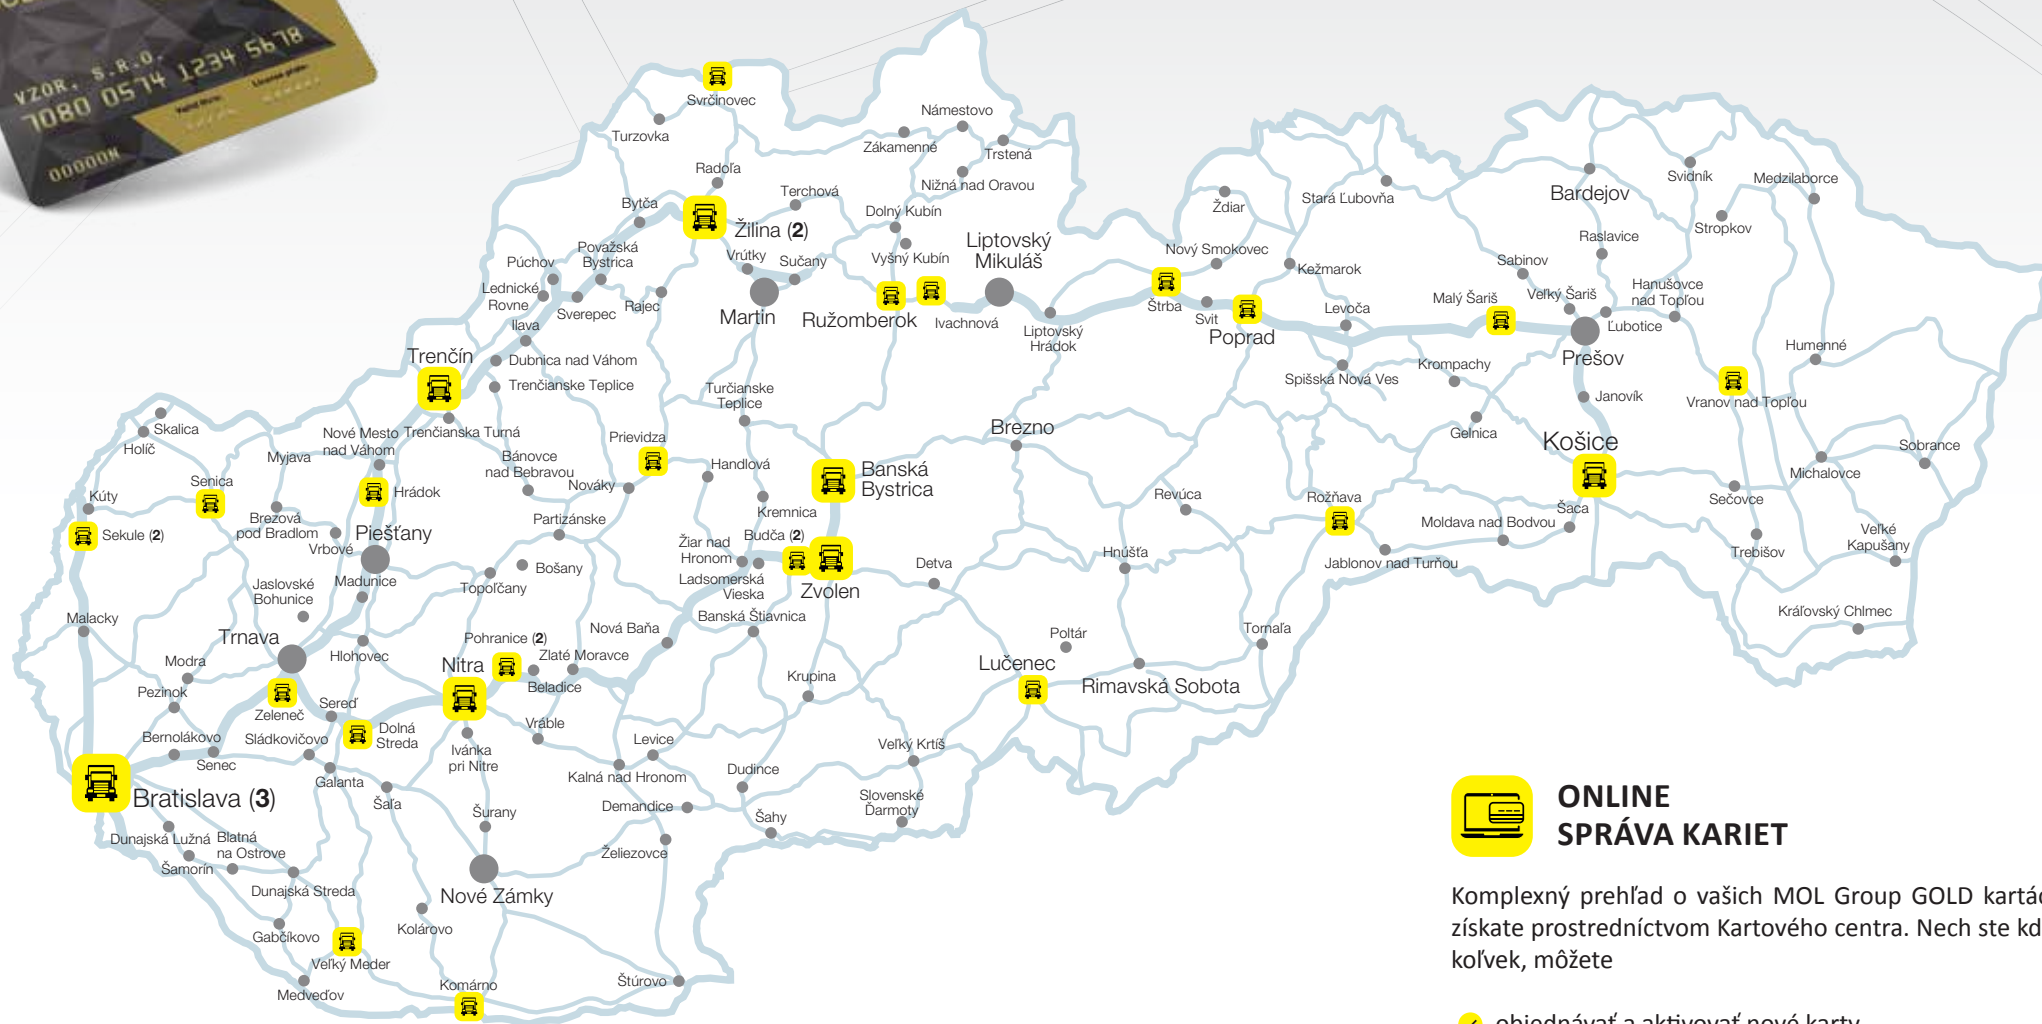 VZOR, S.R.O.
7080 0574 1234 5678
00000N
Svrčinovec
Turzovka
Námestovo
Zákamenné
Trstená
Radoľa
Nižná nad Oravou
Terchová
Bytča
Dolný Kubín
Žilina (2)
Považská
Bystrica
Vrútky
Sučany
Vyšný Kubín
Liptovský
Mikuláš
Púchov
Lednické
Rovne
Sverepec
Rajec
Martin
Ružomberok
Ivachnová
Liptovský
Hrádok
Ilava
Ždiar
Stará Ľubovňa
Bardejov
Svidník
Medzilaborce
Stropkov
Raslavice
Nový Smokovec
Kežmarok
Sabinov
Hanušovce
nad Topľou
Štrba
Svit
Poprad
Levoča
Malý Šariš
Veľký Šariš
Ľubotice
Prešov
Humenné
Spišská Nová Ves
Krompachy
Janovík
Vranov nad Topľou
Gelnica
Košice
Sobrance
Michalovce
Trenčín
Dubnica nad Váhom
Trenčianske Teplice
Turčianske
Teplice
Skalica
Holíč
Nové Mesto
nad Váhom
Trenčianska Turná
Prievidza
Brezno
Myjava
Bánovce
nad Bebravou
Handlová
Banská
Bystrica
Senica
Hrádok
Nováky
Kúty
Kremnica
Revúca
Rožňava
Sečovce
Šaca
Sekule (2)
Brezová
pod Bradlom
Partizánske
Vrbové
Piešťany
Žiar nad
Hronom
Budča (2)
Moldava nad Bodvou
Veľké
Kapušany
Trebišov
Hnúšťa
Jablonov nad Turňou
Bošany
Detva
Jaslovské
Bohunice
Madunice
Topoľčany
Ladsomerská
Vieska
Zvolen
Malacky
Banská Štiavnica
Kráľovský Chlmec
Trnava
Pohranice (2)
Nová Baňa
Poltár
Tornaľa
Modra
Hlohovec
Nitra
Zlaté Moravce
Lučenec
Pezinok
Beladice
Krupina
Rimavská Sobota
Zeleneč
Sereď
Bernolákovo
Sládkovičovo
Dolná
Streda
Vráble
Senec
Ivánka
pri Nitre
Levice
Veľký Krtíš
Galanta
Kalná nad Hronom
Dudince
Bratislava (3)
Šaľa
Demandice
Slovenské
Ďarmoty
Šurany
Šahy
Dunajská Lužná
Blatná
na Ostrove
Šamorín
Želiezovce
Dunajská Streda
Nové Zámky
Gabčíkovo
Kolárovo
Veľký Meder
Medveďov
Komárno
Štúrovo
ONLINE
SPRÁVA KARIET
Komplexný prehľad o vašich MOL Group GOLD kartác
získate prostredníctvom Kartového centra. Nech ste kd
koľvek, môžete
objednávať a aktivovať nové karty